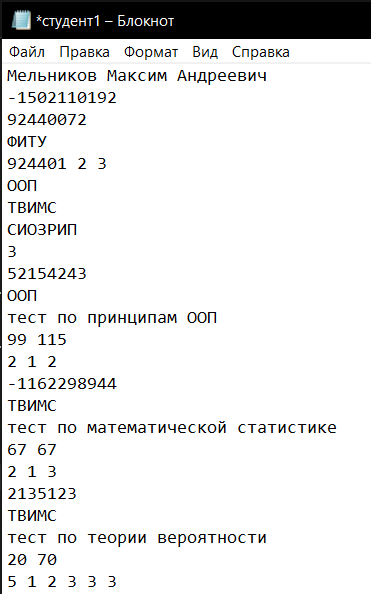 *студент1 – Блокнот
Файл Правка Формат Вид Справка
Мельников Максим Андреевич
-1502110192
92440072
ФИТУ
924401 2 3
ООП
ТВИМС
СИОЗРИП
3
52154243
ООП
тест по принципам ООП
99 115
2 1 2
-1162298944
ТВИМС
тест по математической статистике
67 67
2 1 3
2135123
ТВИМС
тест по теории вероятности
20 70
5 1 2 3 3 3